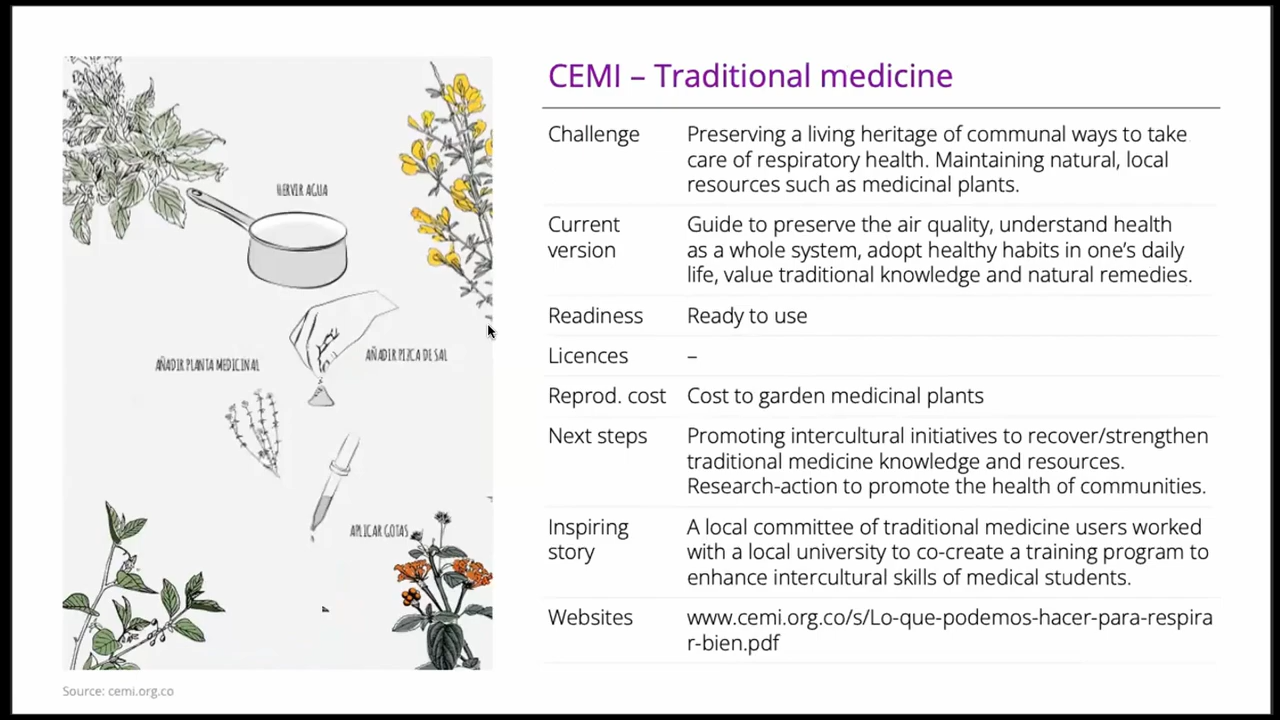 CEMI – Traditional medicine
Challenge
Preserving a living heritage of communal ways to take
care of respiratory health. Maintaining natural, local
resources such as medicinal plants.
Current
version
Guide to preserve the air quality, understand health
as a whole system, adopt healthy habits in one's daily
life, value traditional knowledge and natural remedies.
Readiness
Ready to use
Licences
–
Reprod. cost
Cost to garden medicinal plants
Next steps
Promoting intercultural initiatives to recover/strengthen
traditional medicine knowledge and resources.
Research-action to promote the health of communities.
Inspiring
story
A local committee of traditional medicine users worked
with a local university to co-create a training program to
enhance intercultural skills of medical students.
Websites
www.cemi.org.co/s/Lo-que-podemos-hacer-para-respira
r-bien.pdf
HERVIR AGUA
AÑADIR PIZCA DE SAL
AÑADIR PLANTA MEDICINAL
APLICAR GOTAS
Source: cemi.org.co